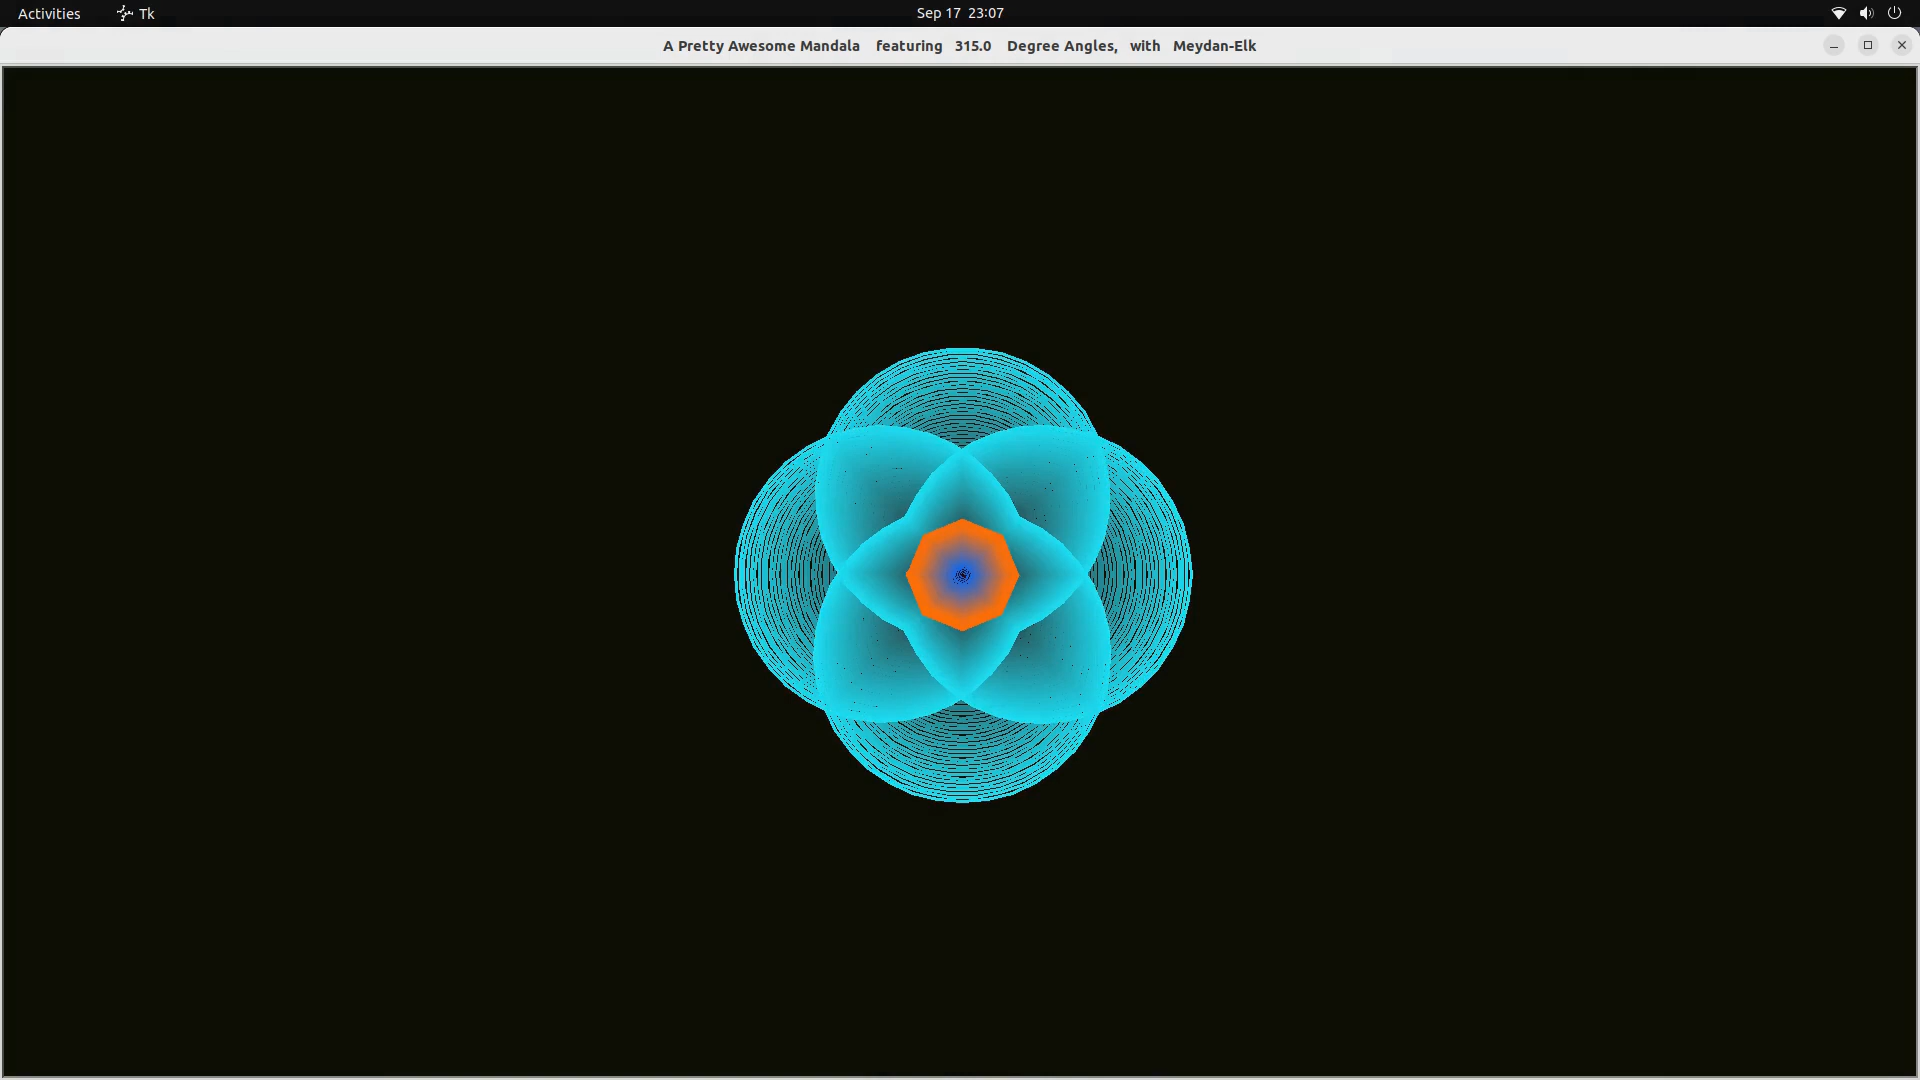 Activities Tk Sep 17 23:07
A Pretty Awesome Mandala featuring 315.0 Degree Angles, with Meydan-Elk